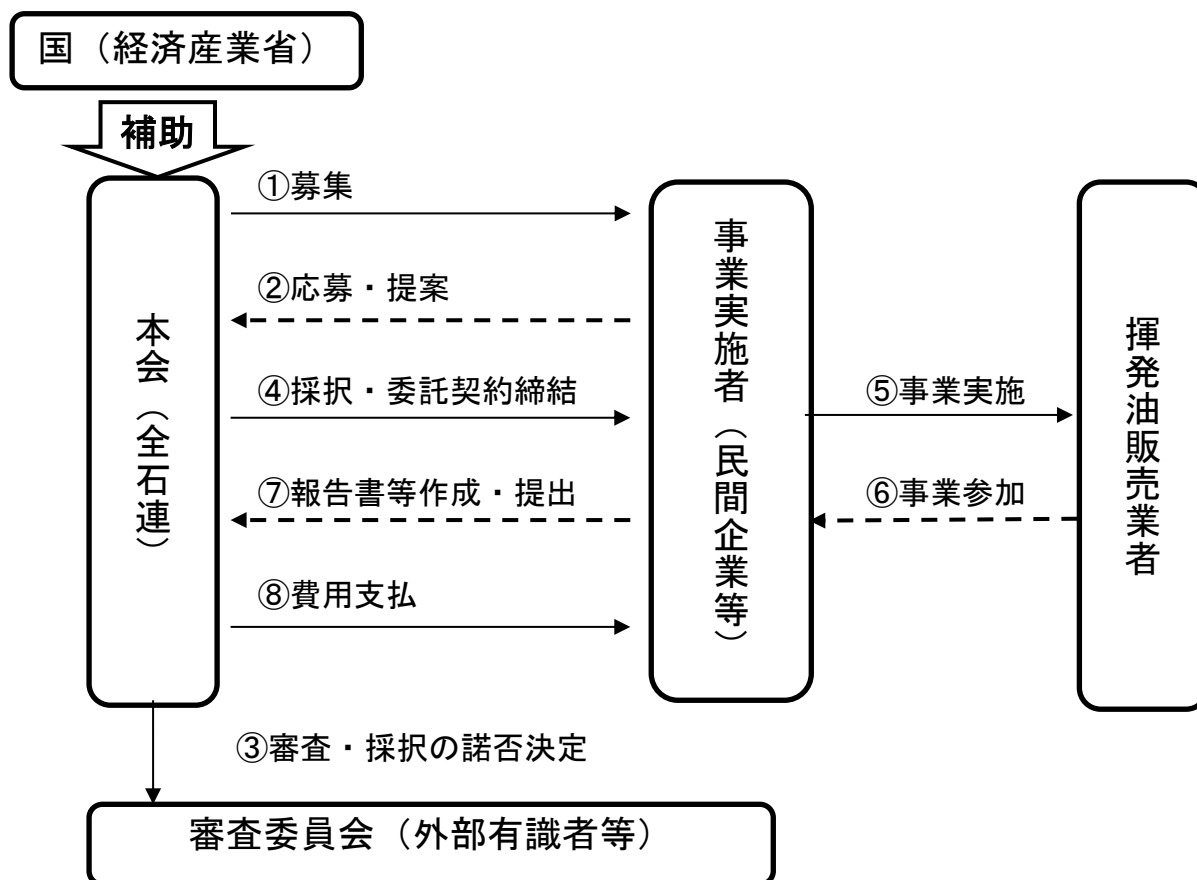 国（経済産業省）
補助
①募集
②応募・提案
④採択・委託契約締結
⑦報告書等作成・提出
⑧費用支払
本会（全石連）
事業実施者（民間企業等）
⑤事業実施
⑥事業参加
揮発油販売業者
③審査・採択の諾否決定
審査委員会（外部有識者等）